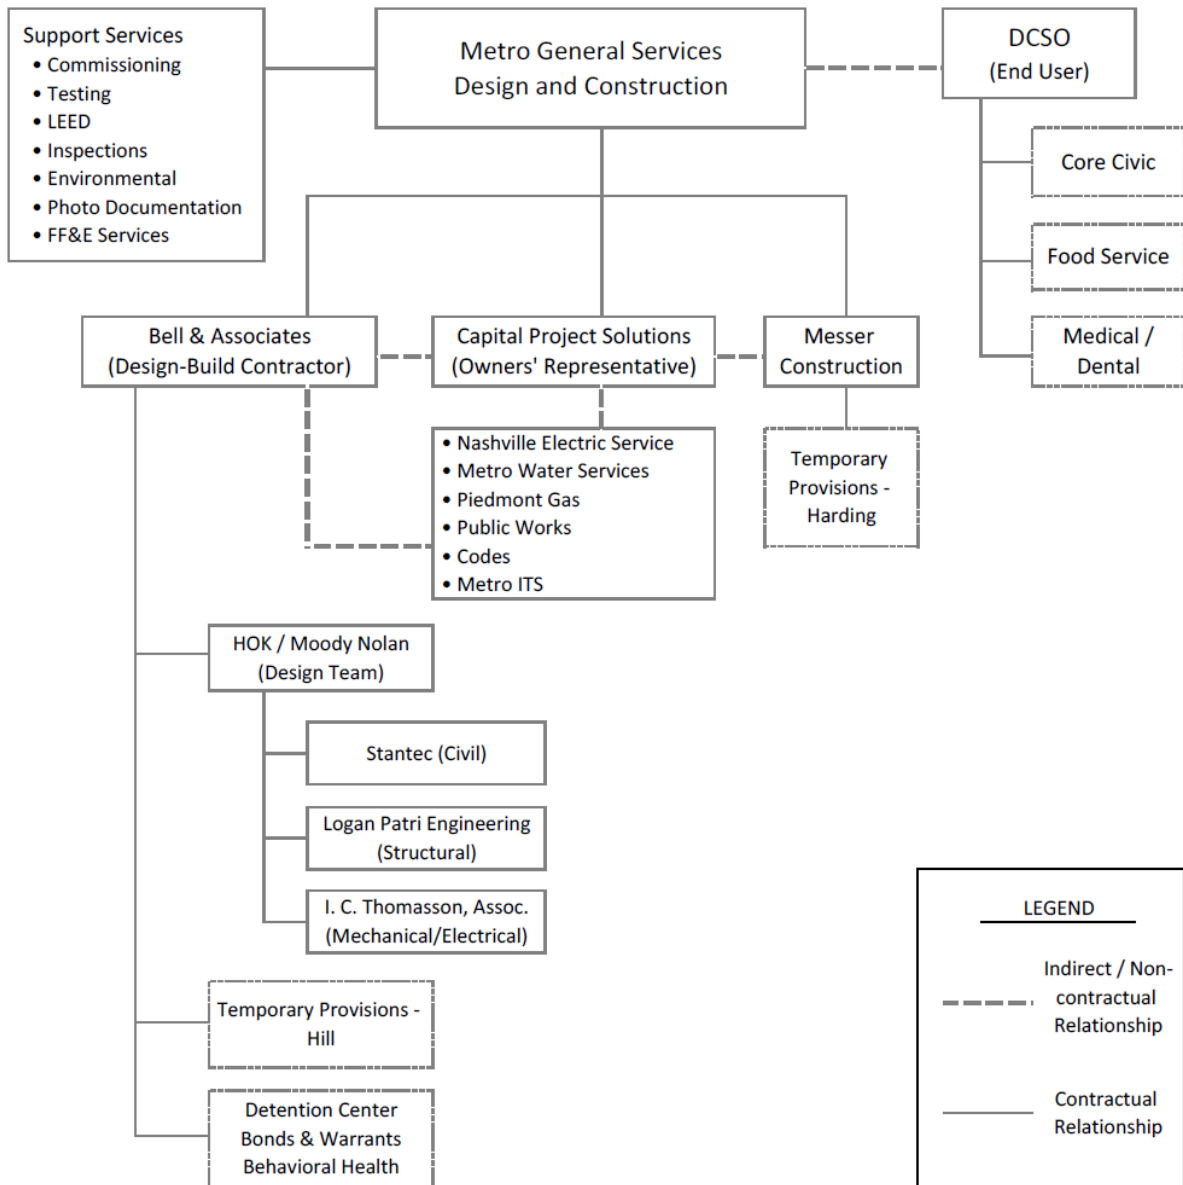 Support Services
• Commissioning
• Testing
• LEED
• Inspections
• Environmental
• Photo Documentation
• FF&E Services
Metro General Services
Design and Construction
DCSO
(End User)
Core Civic
Food Service
Medical /
Dental
Bell & Associates
(Design-Build Contractor)
Capital Project Solutions
(Owners' Representative)
Messer
Construction
• Nashville Electric Service
• Metro Water Services
• Piedmont Gas
• Public Works
• Codes
• Metro ITS
Temporary
Provisions -
Harding
HOK / Moody Nolan
(Design Team)
Stantec (Civil)
Logan Patri Engineering
(Structural)
I. C. Thomasson, Assoc.
(Mechanical/Electrical)
Temporary Provisions -
Hill
Detention Center
Bonds & Warrants
Behavioral Health
LEGEND
Indirect / Non-
contractual
Relationship
Contractual
Relationship